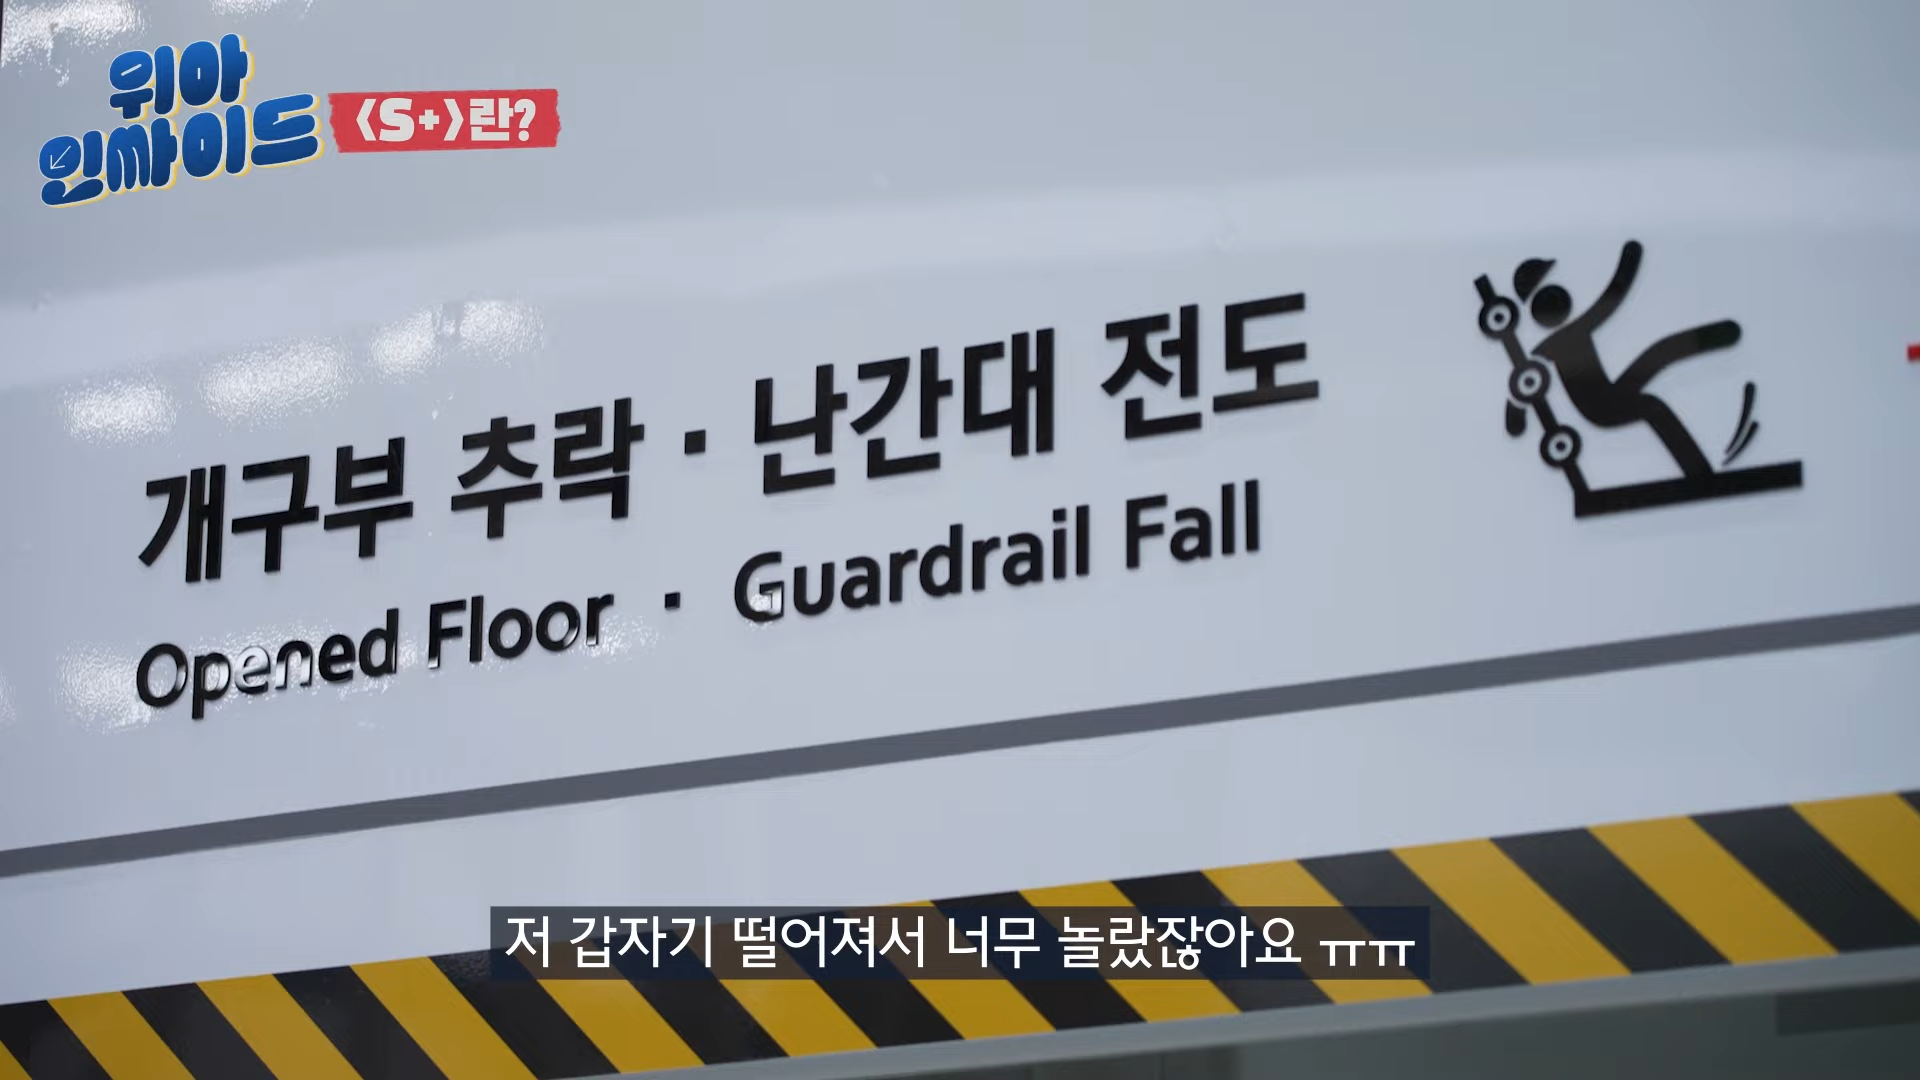 위아
인싸이드
<S+>란?
개구부 추락 · 난간대 전도
Opened Floor · Guardrail Fall
저 갑자기 떨어져서 너무 놀랐잖아요 ㅠㅠ